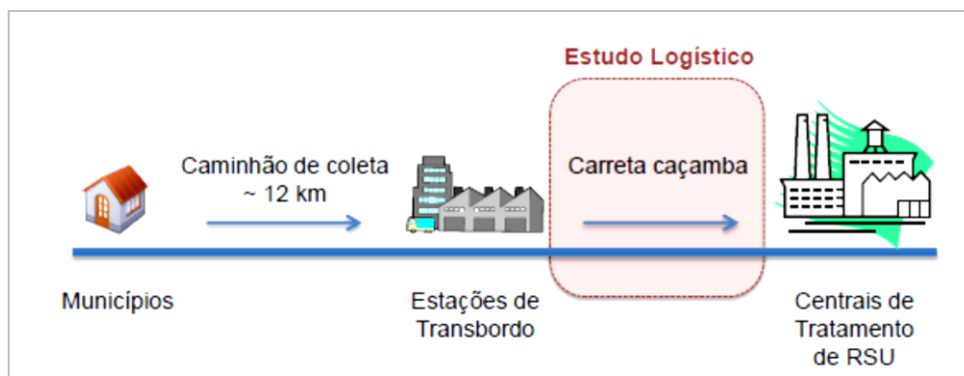 Estudo Logístico
Caminhão de coleta
~ 12 km
Carreta caçamba
Municípios
Estações de
Transbordo
Centrais de
Tratamento
de RSU